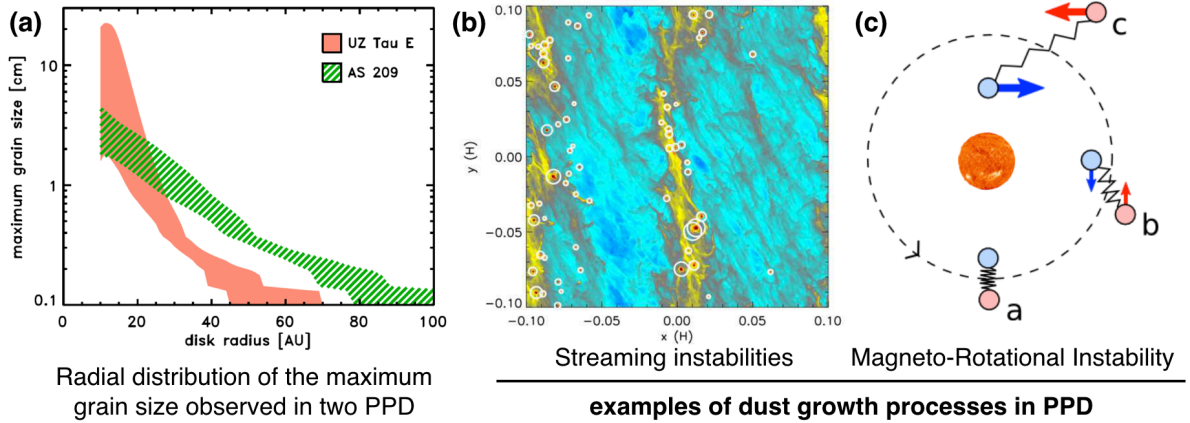 (a)
maximum grain size [cm]
10
1
0.1
UZ Tau E
AS 209
0
20
40
60
80
100
disk radius [AU]
Radial distribution of the maximum
grain size observed in two PPD
(b)
y (H)
0.10
0.05
0.00
−0.05
−0.10
−0.10
−0.05
0.00
0.05
0.10
x (H)
Streaming instabilities
(c)
c
b
a
Magneto-Rotational Instability
examples of dust growth processes in PPD